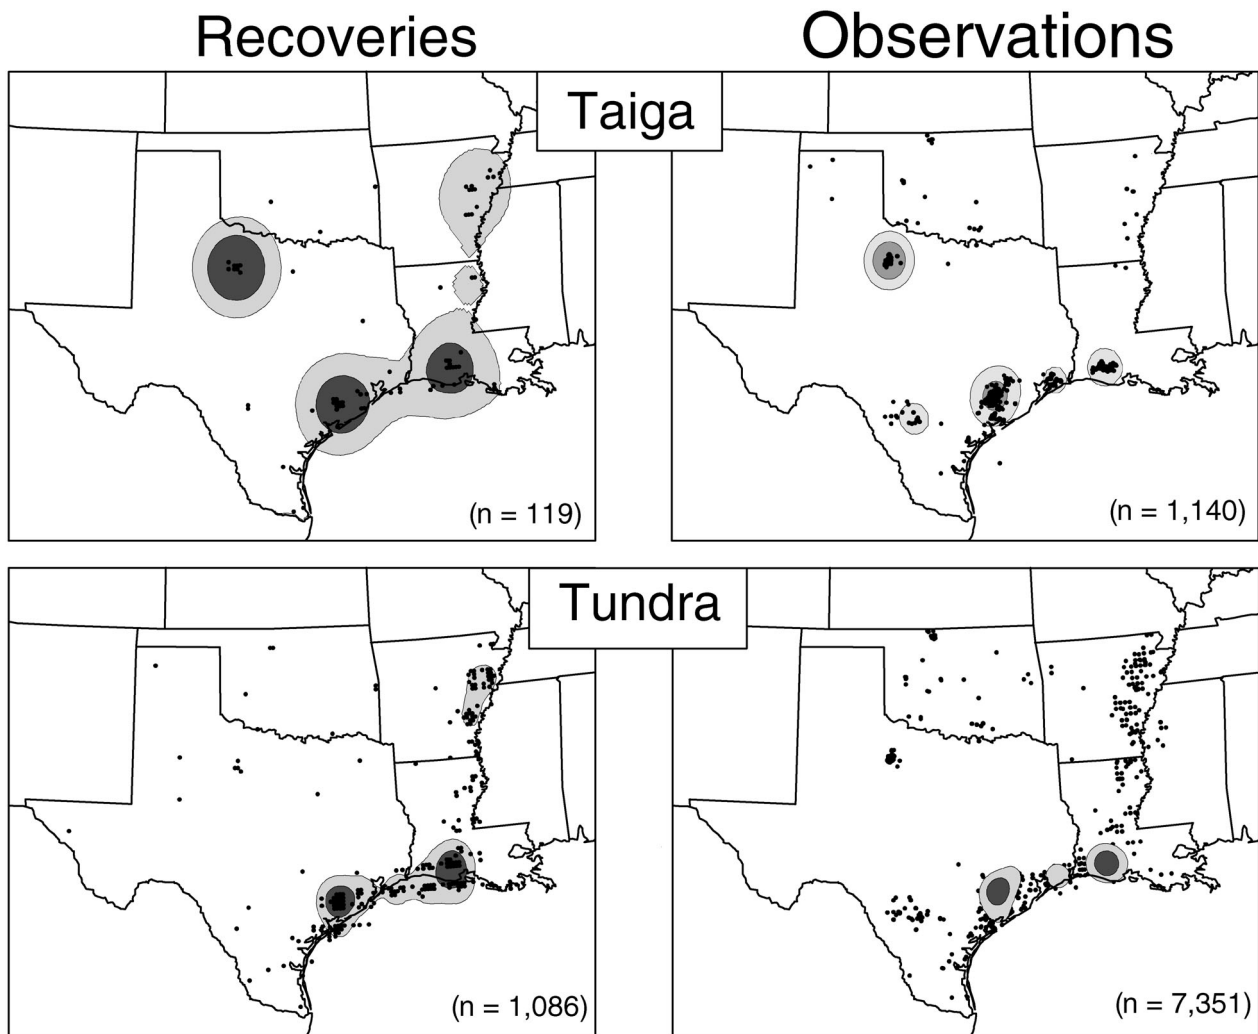 Recoveries
Observations
Taiga
(n = 119)
(n = 1,140)
Tundra
(n = 1,086)
(n = 7,351)